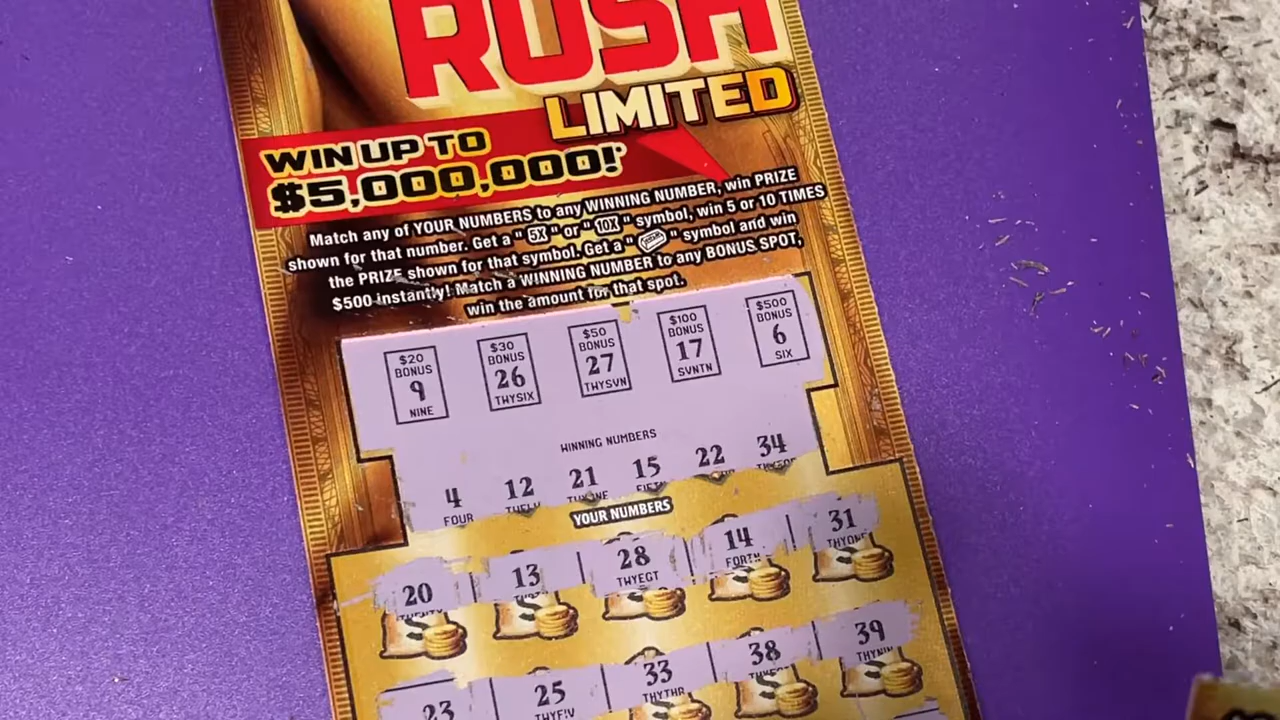 RUSH
LIMITED
WIN UP TO
$5,000,000!*
Match any of YOUR NUMBERS to any WINNING NUMBER, win PRIZE
shown for that number. Get a "5X" or "10X" symbol, win 5 or 10 TIMES
the PRIZE shown for that symbol. Get a " " symbol and win
$500 instantly! Match a WINNING NUMBER to any BONUS SPOT,
win the amount for that spot.
$20 BONUS 9 NINE
$30 BONUS 26 TWYSIX
$50 BONUS 27 TWYSVN
$100 BONUS 17 SVNTN
$500 BONUS 6 SIX
WINNING NUMBERS
4 12 21 15 22 34
FOUR
YOUR NUMBERS
20 13 28 14 31
TWYEGT THYONE
23 25 33 38 39
THYTHR THYNIN